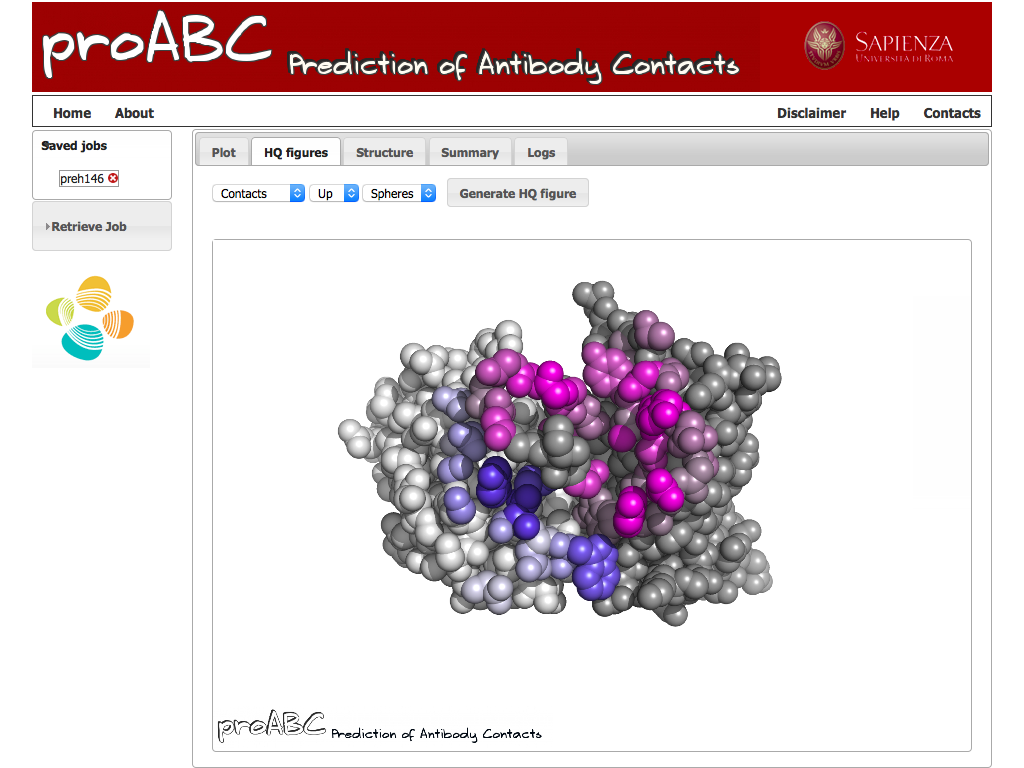 proABC Prediction of Antibody Contacts
SAPIENZA
UNIVERSITÀ DI ROMA
Home About Disclaimer Help Contacts
Saved jobs
preh146
Retrieve Job
Plot HQ figures Structure Summary Logs
Contacts Up Spheres Generate HQ figure
proABC Prediction of Antibody Contacts